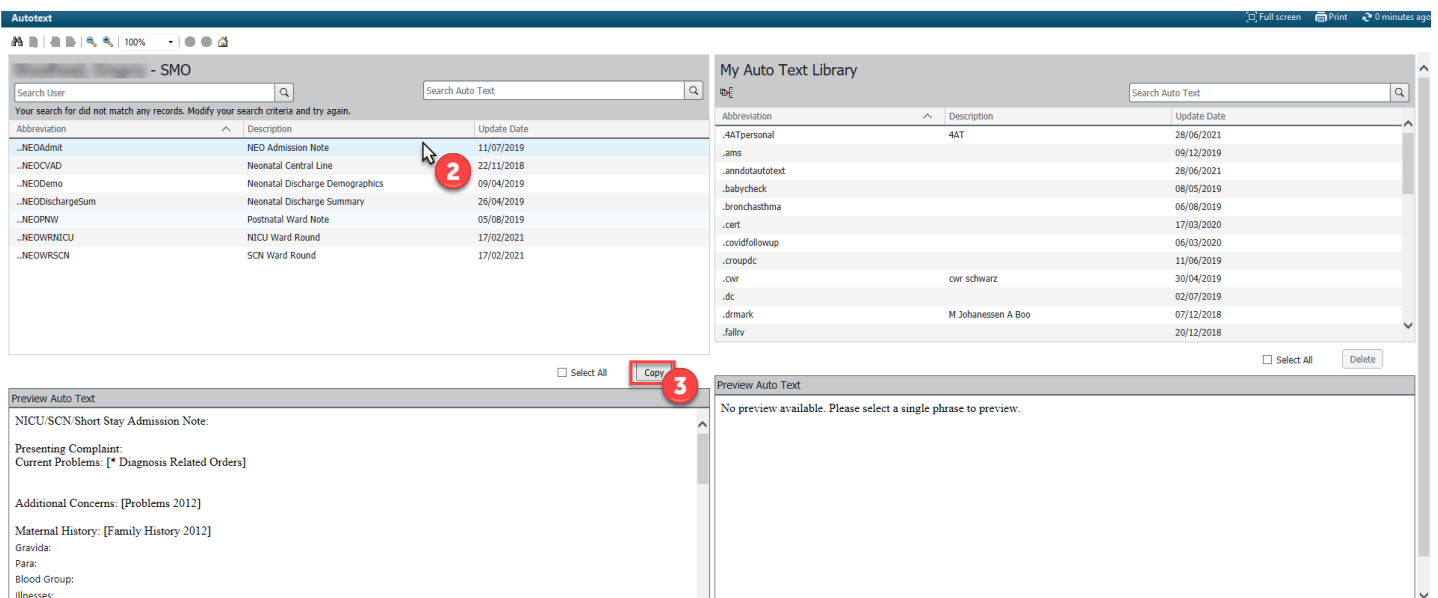 Autotext
Full screen Print 0 minutes ago
100%
- SMO
Search User
Search Auto Text
Your search for did not match any records. Modify your search criteria and try again.
Abbreviation Description Update Date
..NEOAdmit NEO Admission Note 11/07/2019
..NEOCVAD Neonatal Central Line 22/11/2018
..NEODemo Neonatal Discharge Demographics 09/04/2019
..NEODischargeSum Neonatal Discharge Summary 26/04/2019
..NEOPNW Postnatal Ward Note 05/08/2019
..NEOWRNICU NICU Ward Round 17/02/2021
..NEOWRSCN SCN Ward Round 17/02/2021
2
Select All Copy
3
Preview Auto Text
NICU/SCN/Short Stay Admission Note:
Presenting Complaint:
Current Problems: [* Diagnosis Related Orders]
Additional Concerns: [Problems 2012]
Maternal History: [Family History 2012]
Gravida:
Para:
Blood Group:
Illnesses:
My Auto Text Library
Search Auto Text
Abbreviation Description Update Date
.4ATpersonal 4AT 28/06/2021
.ams 09/12/2019
.anndotautotext 28/06/2021
.babycheck 08/05/2019
.bronchasthma 06/08/2019
.cert 17/03/2020
.covidfollowup 06/03/2020
.croupdc 11/06/2019
.cwr cwr schwarz 30/04/2019
.dc 02/07/2019
.drmark M Johanessen A Boo 07/12/2018
.fallrv 20/12/2018
Select All Delete
Preview Auto Text
No preview available. Please select a single phrase to preview.